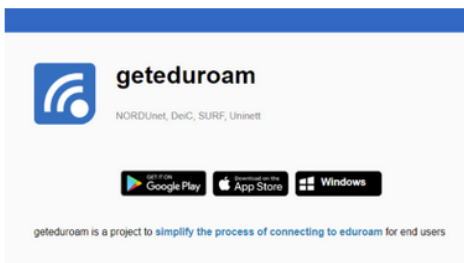 geteduroam
NORDUnet, DeiC, SURF, Uninett
GET IT ON
Google Play
Download on the
App Store
Windows
geteduroam is a project to simplify the process of connecting to eduroam for end users